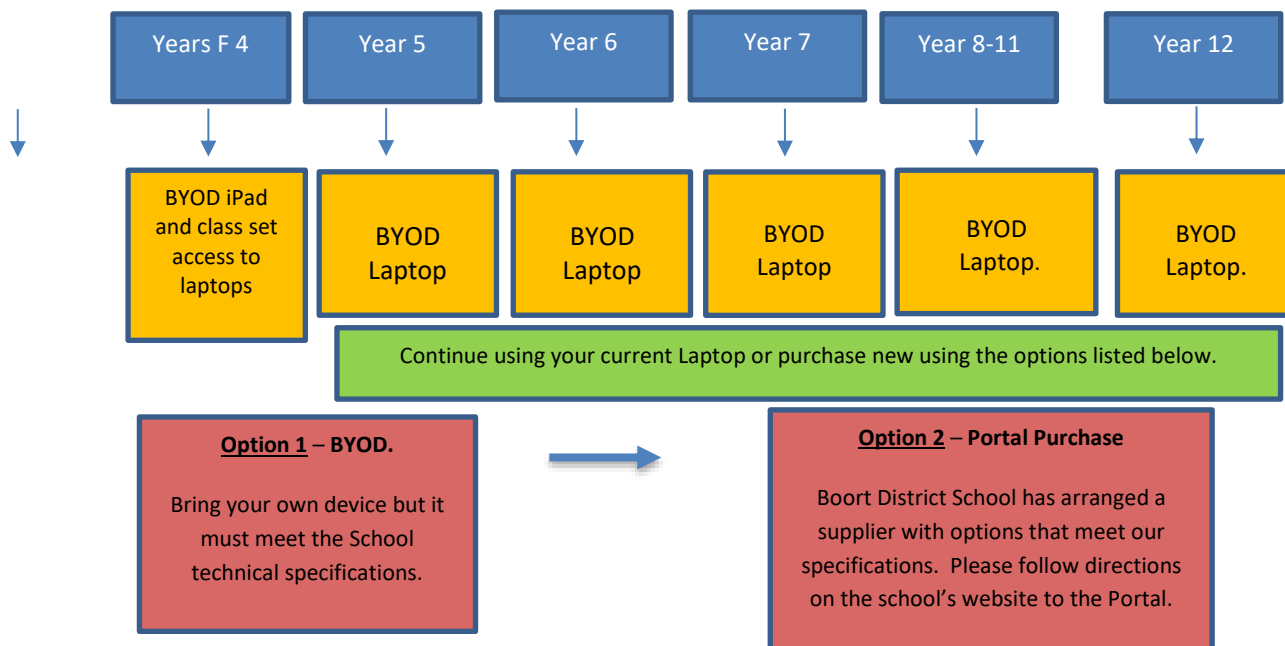 Years F 4
Year 5
Year 6
Year 7
Year 8-11
Year 12
BYOD iPad
and class set
access to
laptops
BYOD
Laptop
BYOD
Laptop
BYOD
Laptop
BYOD
Laptop.
BYOD
Laptop.
Continue using your current Laptop or purchase new using the options listed below.
Option 1 – BYOD.
Bring your own device but it
must meet the School
technical specifications.
Option 2 – Portal Purchase
Boort District School has arranged a
supplier with options that meet our
specifications.  Please follow directions
on the school’s website to the Portal.